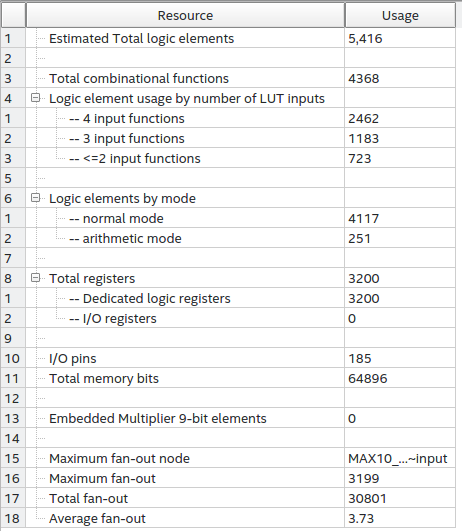 Resource Usage
1 Estimated Total logic elements 5,416
2
3 Total combinational functions 4368
4 Logic element usage by number of LUT inputs
1 -- 4 input functions 2462
2 -- 3 input functions 1183
3 -- <=2 input functions 723
5
6 Logic elements by mode
1 -- normal mode 4117
2 -- arithmetic mode 251
7
8 Total registers 3200
1 -- Dedicated logic registers 3200
2 -- I/O registers 0
9
10 I/O pins 185
11 Total memory bits 64896
12
13 Embedded Multiplier 9-bit elements 0
14
15 Maximum fan-out node MAX10_...~input
16 Maximum fan-out 3199
17 Total fan-out 30801
18 Average fan-out 3.73